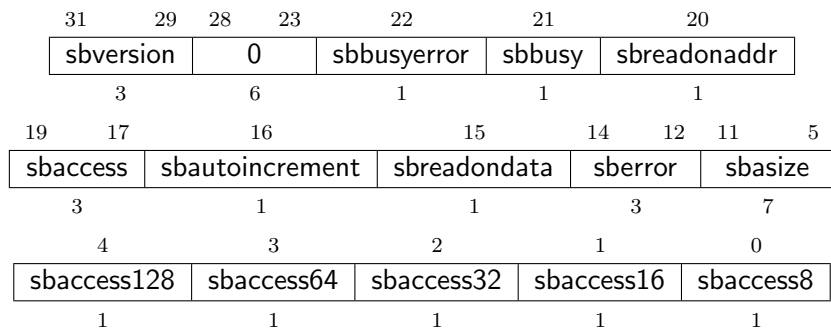 31 29 28 23 22 21 20
sbversion 0 sbbusyerror sbbusy sbreadonaddr
3 6 1 1 1
19 17 16 15 14 12 11 5
sbaccess sbautoincrement sbreadondata sberror sbasize
3 1 1 3 7
4 3 2 1 0
sbaccess128 sbaccess64 sbaccess32 sbaccess16 sbaccess8
1 1 1 1 1